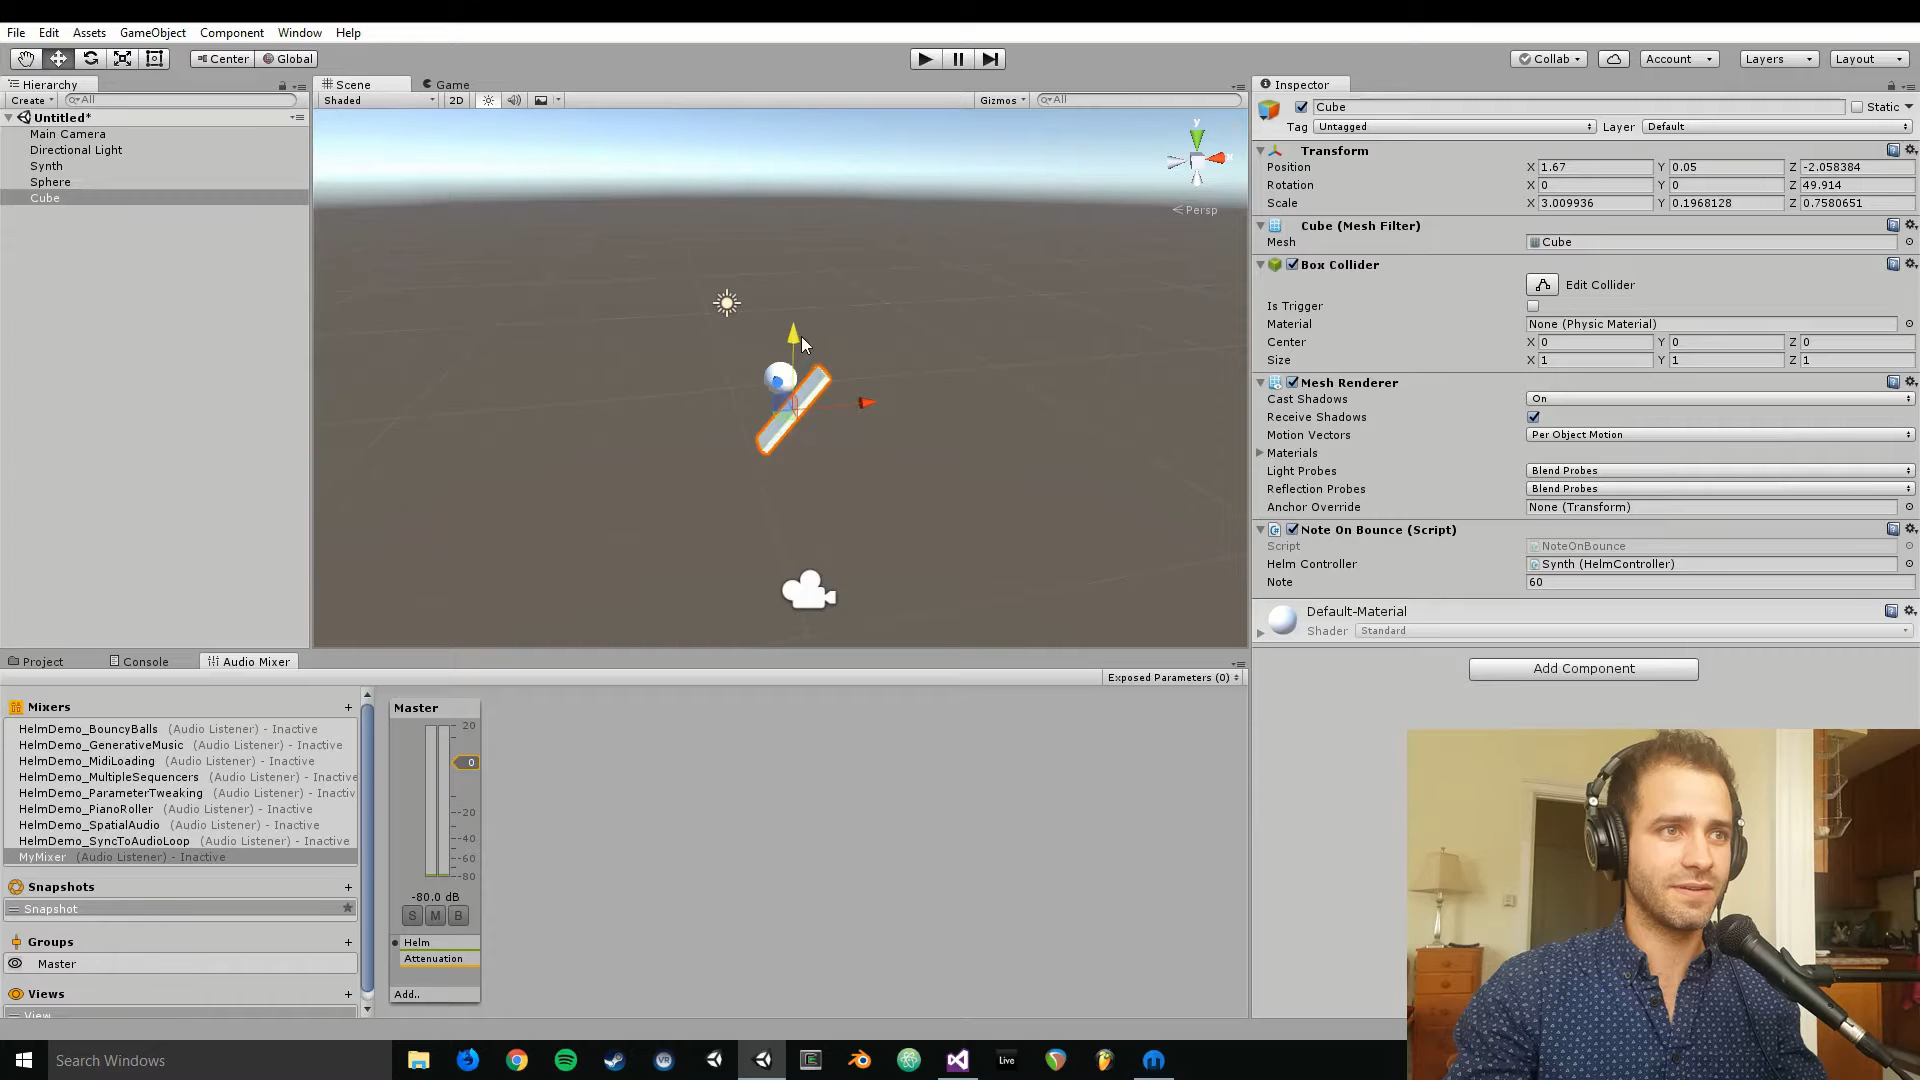 File Edit Assets GameObject Component Window Help
Center Global Collab Account Layers Layout
Hierarchy
Create All
Untitled*
Main Camera
Directional Light
Synth
Sphere
Cube
Scene Game
Shaded 2D Gizmos All
y
x
Persp
Inspector
Cube Static
Tag Untagged Layer Default
Transform
Position X 1.67 Y 0.05 Z -2.058384
Rotation X 0 Y 0 Z 49.914
Scale X 3.009936 Y 0.1968128 Z 0.7580651
Cube (Mesh Filter)
Mesh Cube
Box Collider
Edit Collider
Is Trigger
Material None (Physic Material)
Center X 0 Y 0 Z 0
Size X 1 Y 1 Z 1
Mesh Renderer
Cast Shadows On
Receive Shadows
Motion Vectors Per Object Motion
Materials
Light Probes Blend Probes
Reflection Probes Blend Probes
Anchor Override None (Transform)
Note On Bounce (Script)
Script NoteOnBounce
Helm Controller Synth (HelmController)
Note 60
Default-Material
Shader Standard
Add Component
Project Console Audio Mixer
Exposed Parameters (0)
Mixers +
HelmDemo_BouncyBalls (Audio Listener) - Inactive
HelmDemo_GenerativeMusic (Audio Listener) - Inactive
HelmDemo_MidiLoading (Audio Listener) - Inactive
HelmDemo_MultipleSequencers (Audio Listener) - Inactive
HelmDemo_ParameterTweaking (Audio Listener) - Inactiv
HelmDemo_PianoRoller (Audio Listener) - Inactive
HelmDemo_SpatialAudio (Audio Listener) - Inactive
HelmDemo_SyncToAudioLoop (Audio Listener) - Inactive
MyMixer (Audio Listener) - Inactive
Snapshots +
Snapshot
Groups +
Master
Views +
View
Master
20
0
-20
-40
-60
-80
-80.0 dB
S M B
Helm
Attenuation
Add..
Search Windows
VR
Live